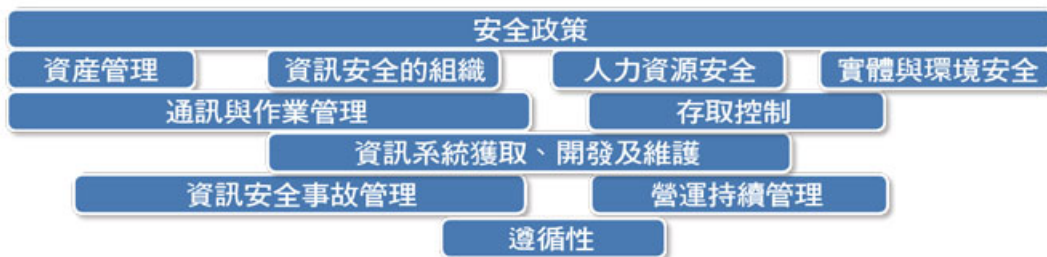 安全政策
資產管理 資訊安全的組織 人力資源安全 實體與環境安全
通訊與作業管理 存取控制
資訊系統獲取、開發及維護
資訊安全事故管理 營運持續管理
遵循性